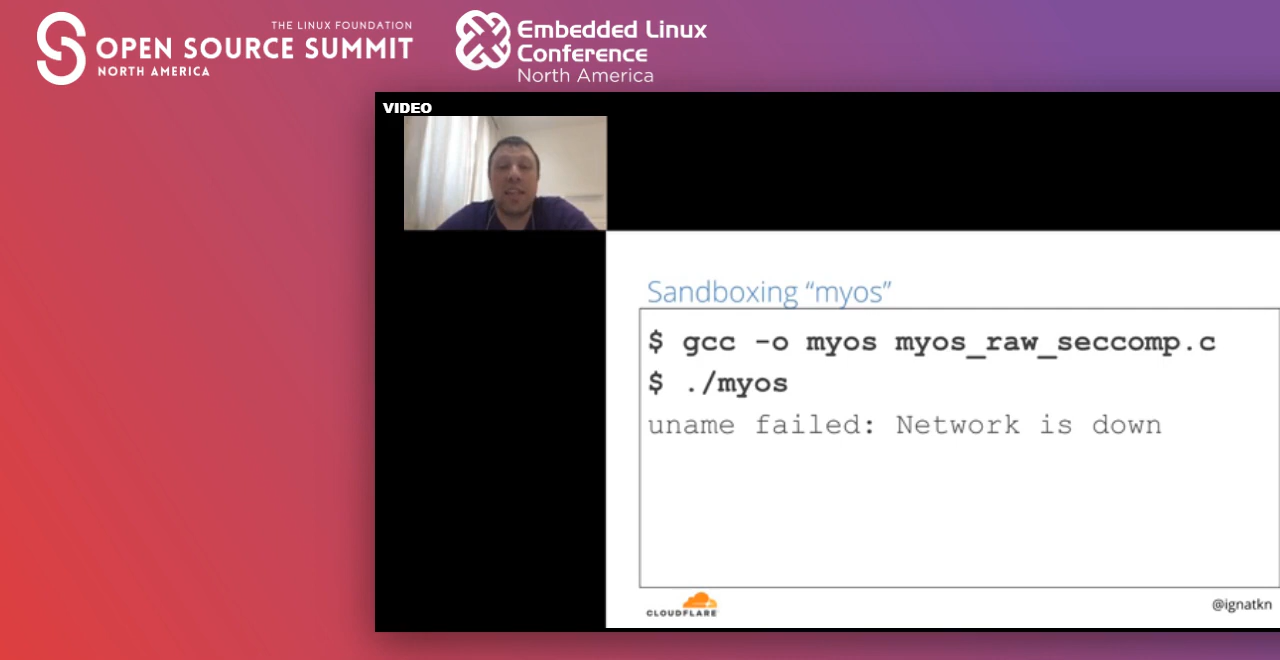 THE LINUX FOUNDATION
OPEN SOURCE SUMMIT
NORTH AMERICA
Embedded Linux
Conference
North America
VIDEO
Sandboxing “myos”
$ gcc -o myos myos_raw_seccomp.c
$ ./myos
uname failed: Network is down
CLOUDFLARE
@ignatkn